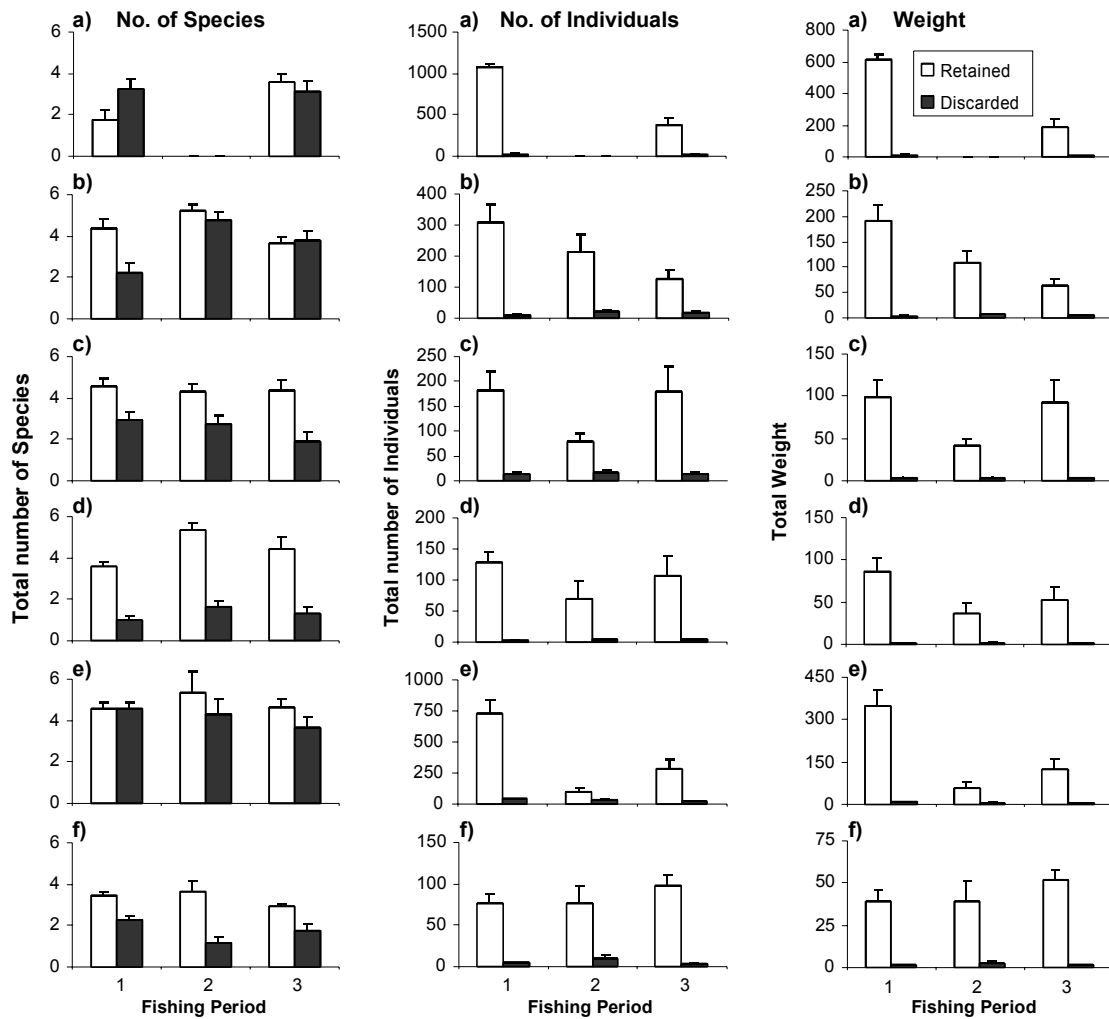 a) No. of Species
6
4
2
0
b)
6
4
2
0
c)
6
4
2
0
d)
6
4
2
0
e)
6
4
2
0
f)
6
4
2
0
1 2 3
Fishing Period
Total number of Species
a) No. of Individuals
1500
1000
500
0
b)
400
300
200
100
0
c)
250
200
150
100
50
0
d)
200
150
100
50
0
e)
1000
750
500
250
0
f)
150
100
50
0
1 2 3
Fishing Period
Total number of Individuals
a) Weight
800
600
400
200
0
Retained
Discarded
b)
250
200
150
100
50
0
c)
150
100
50
0
d)
150
100
50
0
e)
450
300
150
0
f)
75
50
25
0
1 2 3
Fishing Period
Total Weight